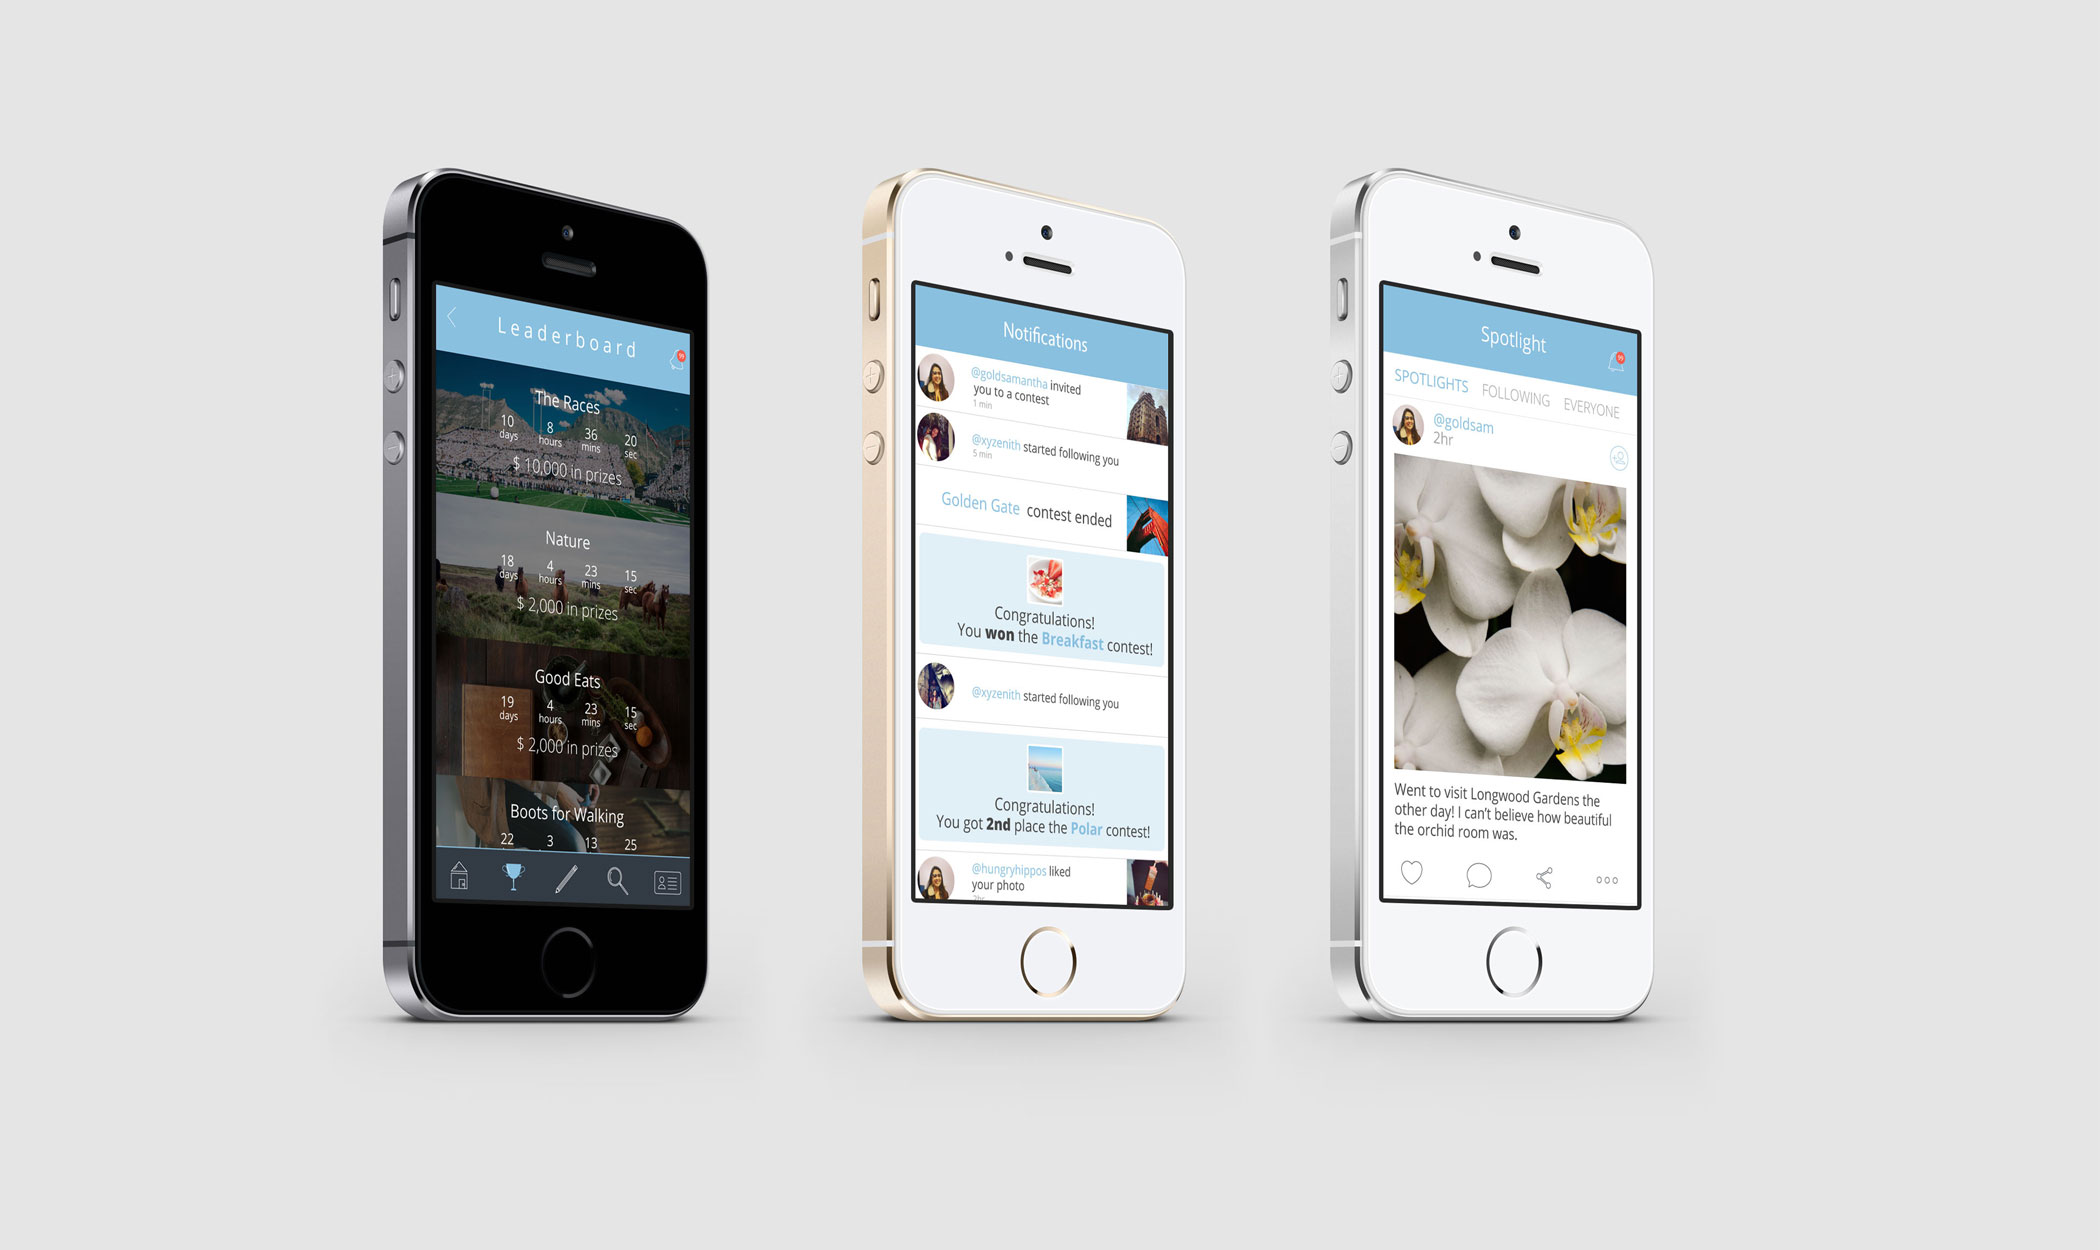 Leaderboard
99
The Races
10 8 36 20
days hours mins sec
$ 10,000 in prizes
Nature
18 4 23 15
days hours mins sec
$ 2,000 in prizes
Good Eats
19 4 23 15
days hours mins sec
$ 2,000 in prizes
Boots for Walking
22 3 13 25
Notifications
@goldsamantha invited
you to a contest
1 min
@xyzenith started following you
5 min
Golden Gate contest ended
Congratulations!
You won the Breakfast contest!
@xyzenith started following you
Congratulations!
You got 2nd place the Polar contest!
@hungryhippos liked
your photo
Spotlight
99
SPOTLIGHTS FOLLOWING EVERYONE
@goldsam
2hr
Went to visit Longwood Gardens the
other day! I can't believe how beautiful
the orchid room was.